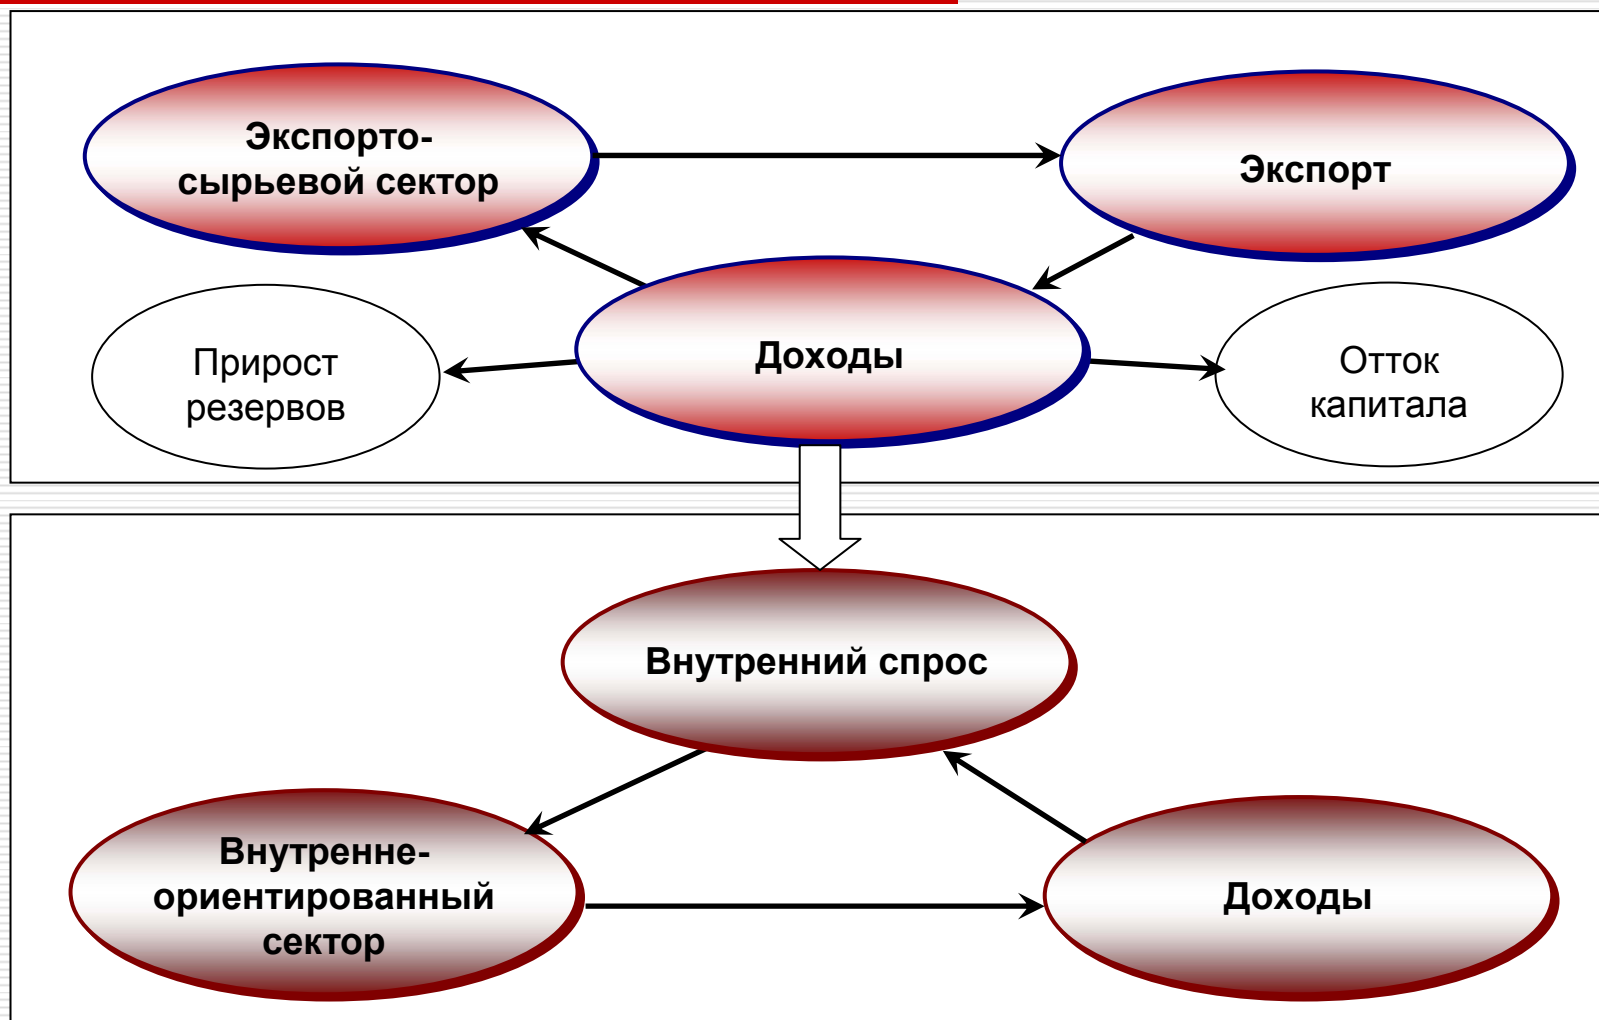 Экспорто-
сырьевой сектор
Экспорт
Доходы
Прирост
резервов
Отток
капитала
Внутренний спрос
Внутренне-
ориентированный
сектор
Доходы